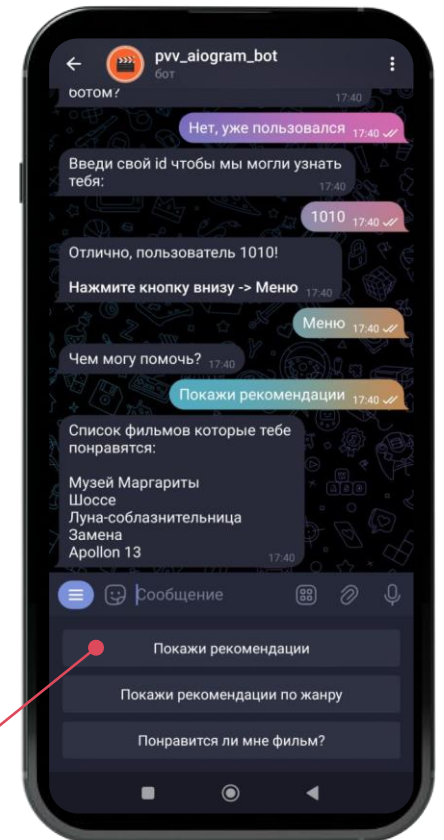 pvv_aiogram_bot
бот
ботом?
17:40
Нет, уже пользовался 17:40
Введи свой id чтобы мы могли узнать
тебя:
17:40
1010 17:40
Отлично, пользователь 1010!
Нажмите кнопку внизу -> Меню 17:40
Меню 17:40
Чем могу помочь? 17:40
Покажи рекомендации 17:40
Список фильмов которые тебе
понравятся:
Музей Маргариты
Шоссе
Луна-соблазнительница
Замена
Apollon 13
17:40
Сообщение
Покажи рекомендации
Покажи рекомендации по жанру
Понравится ли мне фильм?